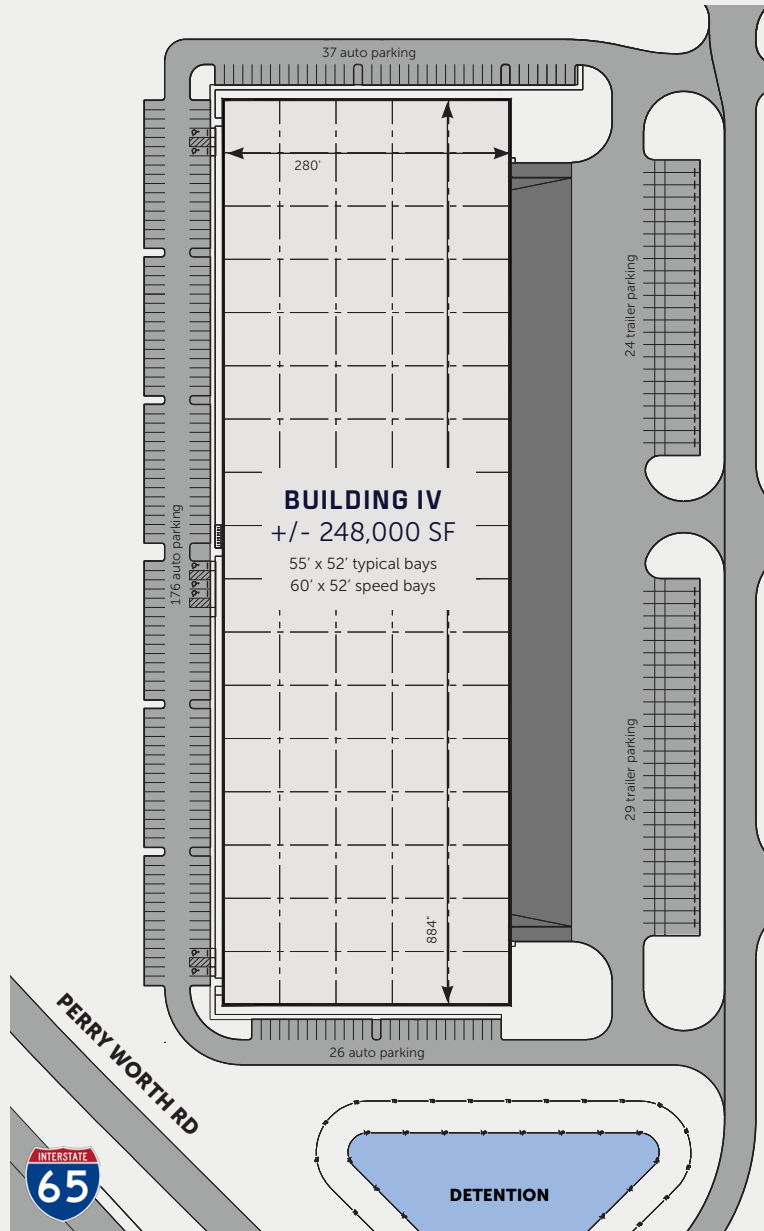 37 auto parking
280'
24 trailer parking
BUILDING IV
+/- 248,000 SF
55' x 52' typical bays
60' x 52' speed bays
176 auto parking
29 trailer parking
884"
PERRY WORTH RD
26 auto parking
INTERSTATE
65
DETENTION